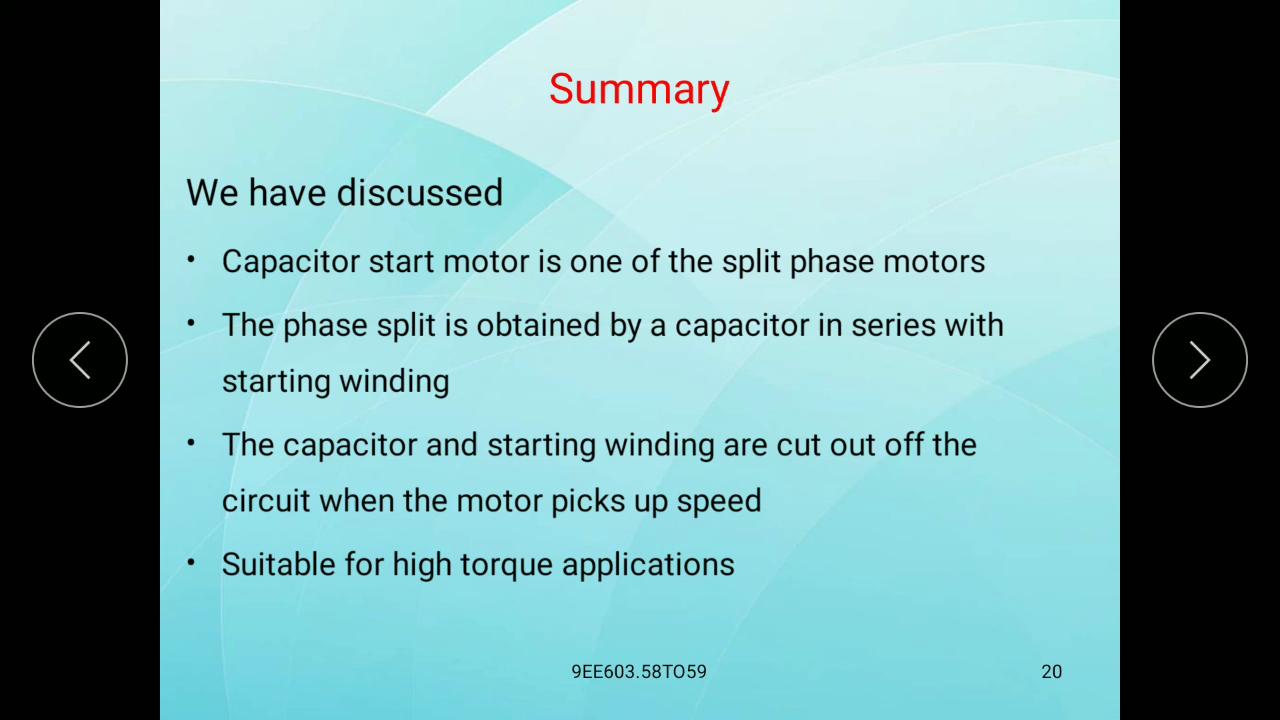 Summary
We have discussed
• Capacitor start motor is one of the split phase motors
• The phase split is obtained by a capacitor in series with
starting winding
• The capacitor and starting winding are cut out off the
circuit when the motor picks up speed
• Suitable for high torque applications
9EE603.58TO59
20